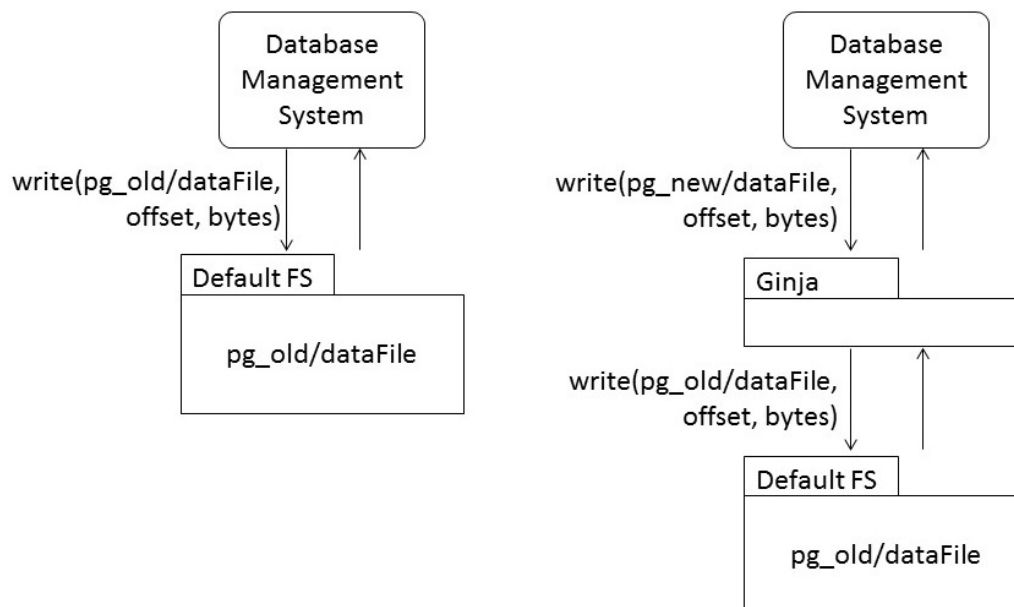 Database
Management
System
write(pg_old/dataFile,
offset, bytes)
Default FS
pg_old/dataFile
Database
Management
System
write(pg_new/dataFile,
offset, bytes)
Ginja
write(pg_old/dataFile,
offset, bytes)
Default FS
pg_old/dataFile